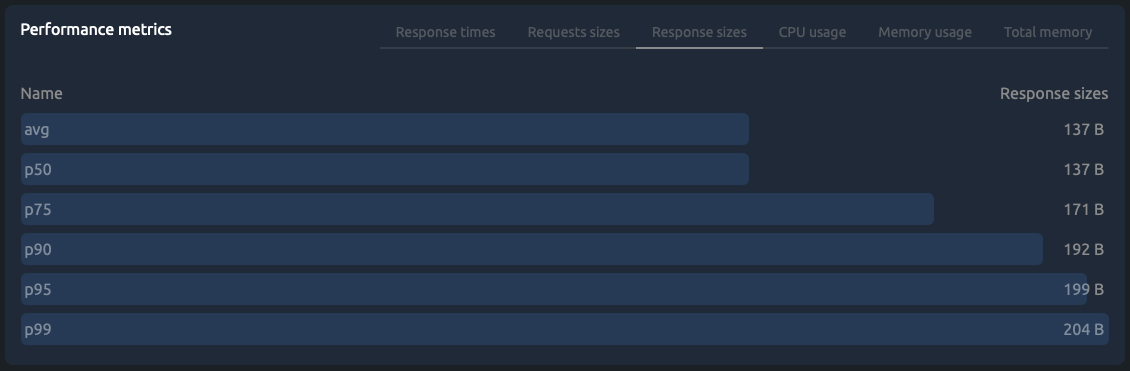 Performance metrics
Response times Requests sizes Response sizes CPU usage Memory usage Total memory
Name Response sizes
avg 137 B
p50 137 B
p75 171 B
p90 192 B
p95 199 B
p99 204 B